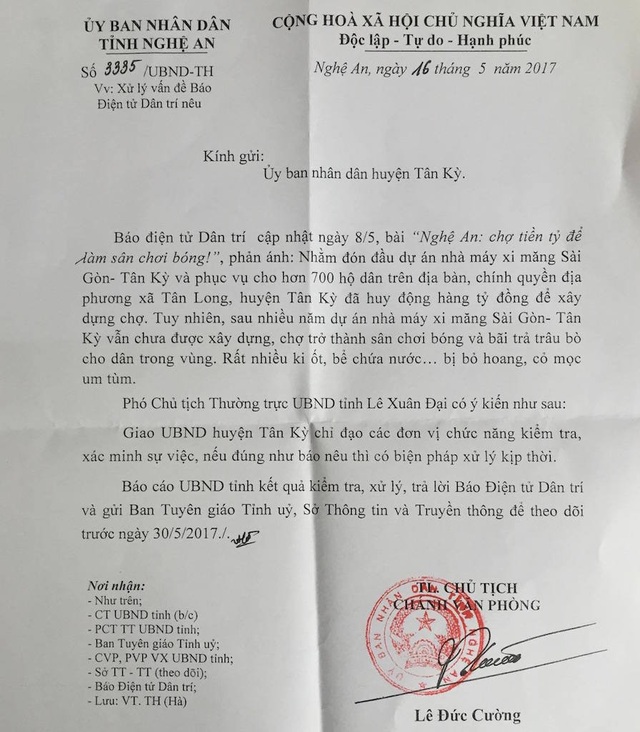 ỦY BAN NHÂN DÂN
TỈNH NGHỆ AN
CỘNG HOÀ XÃ HỘI CHỦ NGHĨA VIỆT NAM
Độc lập - Tự do - Hạnh phúc
Số 3335/UBND-TH
Vv: Xử lý vấn đề Báo
Điện tử Dân trí nêu
Nghệ An, ngày 16 tháng 5 năm 2017
Kính gửi:
Ủy ban nhân dân huyện Tân Kỳ.
Báo điện tử Dân trí cập nhật ngày 8/5, bài “Nghệ An: chợ tiền tỷ để
làm sân chơi bóng!”, phản ánh: Nhằm đón đầu dự án nhà máy xi măng Sài
Gòn- Tân Kỳ và phục vụ cho hơn 700 hộ dân trên địa bàn, chính quyền địa
phương xã Tân Long, huyện Tân Kỳ đã huy động hàng tỷ đồng để xây
dựng chợ. Tuy nhiên, sau nhiều năm dự án nhà máy xi măng Sài Gòn- Tân
Kỳ vẫn chưa được xây dựng, chợ trở thành sân chơi bóng và bãi trả trâu bò
cho dân trong vùng. Rất nhiều ki ốt, bể chứa nước… bị bỏ hoang, cỏ mọc
um tùm.
Phó Chủ tịch Thường trực UBND tỉnh Lê Xuân Đại có ý kiến như sau:
Giao UBND huyện Tân Kỳ chỉ đạo các đơn vị chức năng kiểm tra,
xác minh sự việc, nếu đúng như báo nêu thì có biện pháp xử lý kịp thời.
Báo cáo UBND tỉnh kết quả kiểm tra, xử lý, trả lời Báo Điện tử Dân trí
và gửi Ban Tuyên giáo Tỉnh uỷ, Sở Thông tin và Truyền thông để theo dõi
trước ngày 30/5/2017./.
Nơi nhận:
- Như trên;
- CT UBND tỉnh (b/c)
- PCT TT UBND tỉnh;
- Ban Tuyên giáo Tỉnh uỷ;
- CVP, PVP VX UBND tỉnh;
- Sở TT - TT (theo dõi);
- Báo Điện tử Dân trí;
- Lưu: VT. TH (Hà)
TL. CHỦ TỊCH
CHÁNH VĂN PHÒNG
ỦY BAN NHÂN DÂN TỈNH NGHỆ AN
Lê Đức Cường